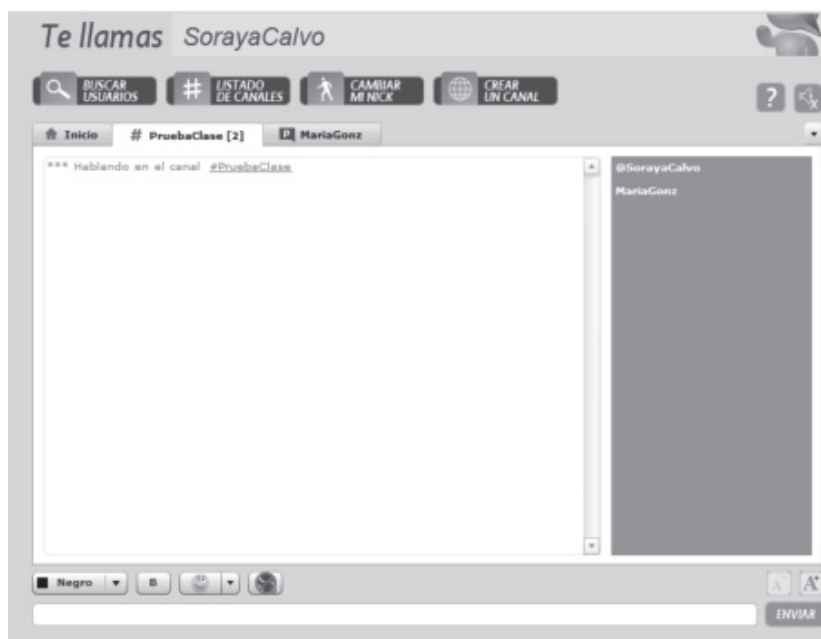 Te llamas SorayaCalvo
BUSCAR USUARIOS
LISTADO DE CANALES
CAMBIAR MI NICK
CREAR UN CANAL
?
Inicio # PruebaClase [2] P MariaGonz
*** Hablando en el canal #PruebaClase
@SorayaCalvo
MariaGonz
Negro B A- A+
ENVIAR